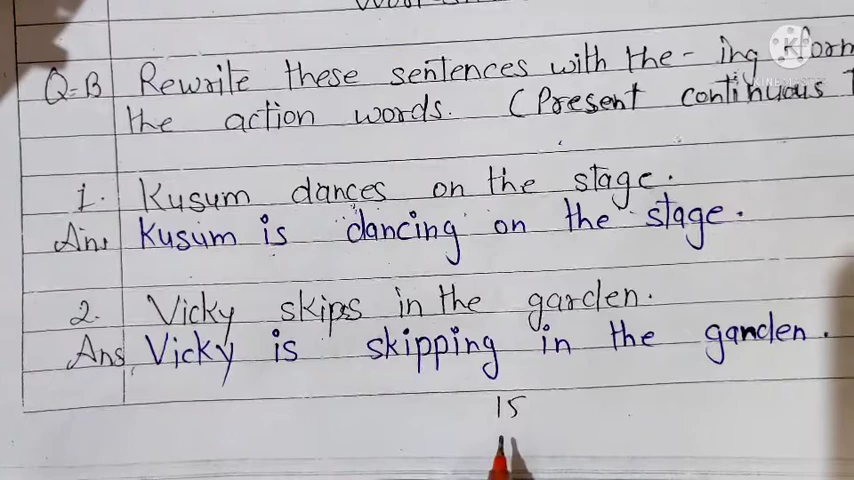 Q-B Rewrite these sentences with the - ing form
the action words. (Present continuous
1. Kusum dances on the stage.
Ans Kusum is dancing on the stage.
2. Vicky skips in the garden.
Ans Vicky is skipping in the garden.
15
KINEMASTER